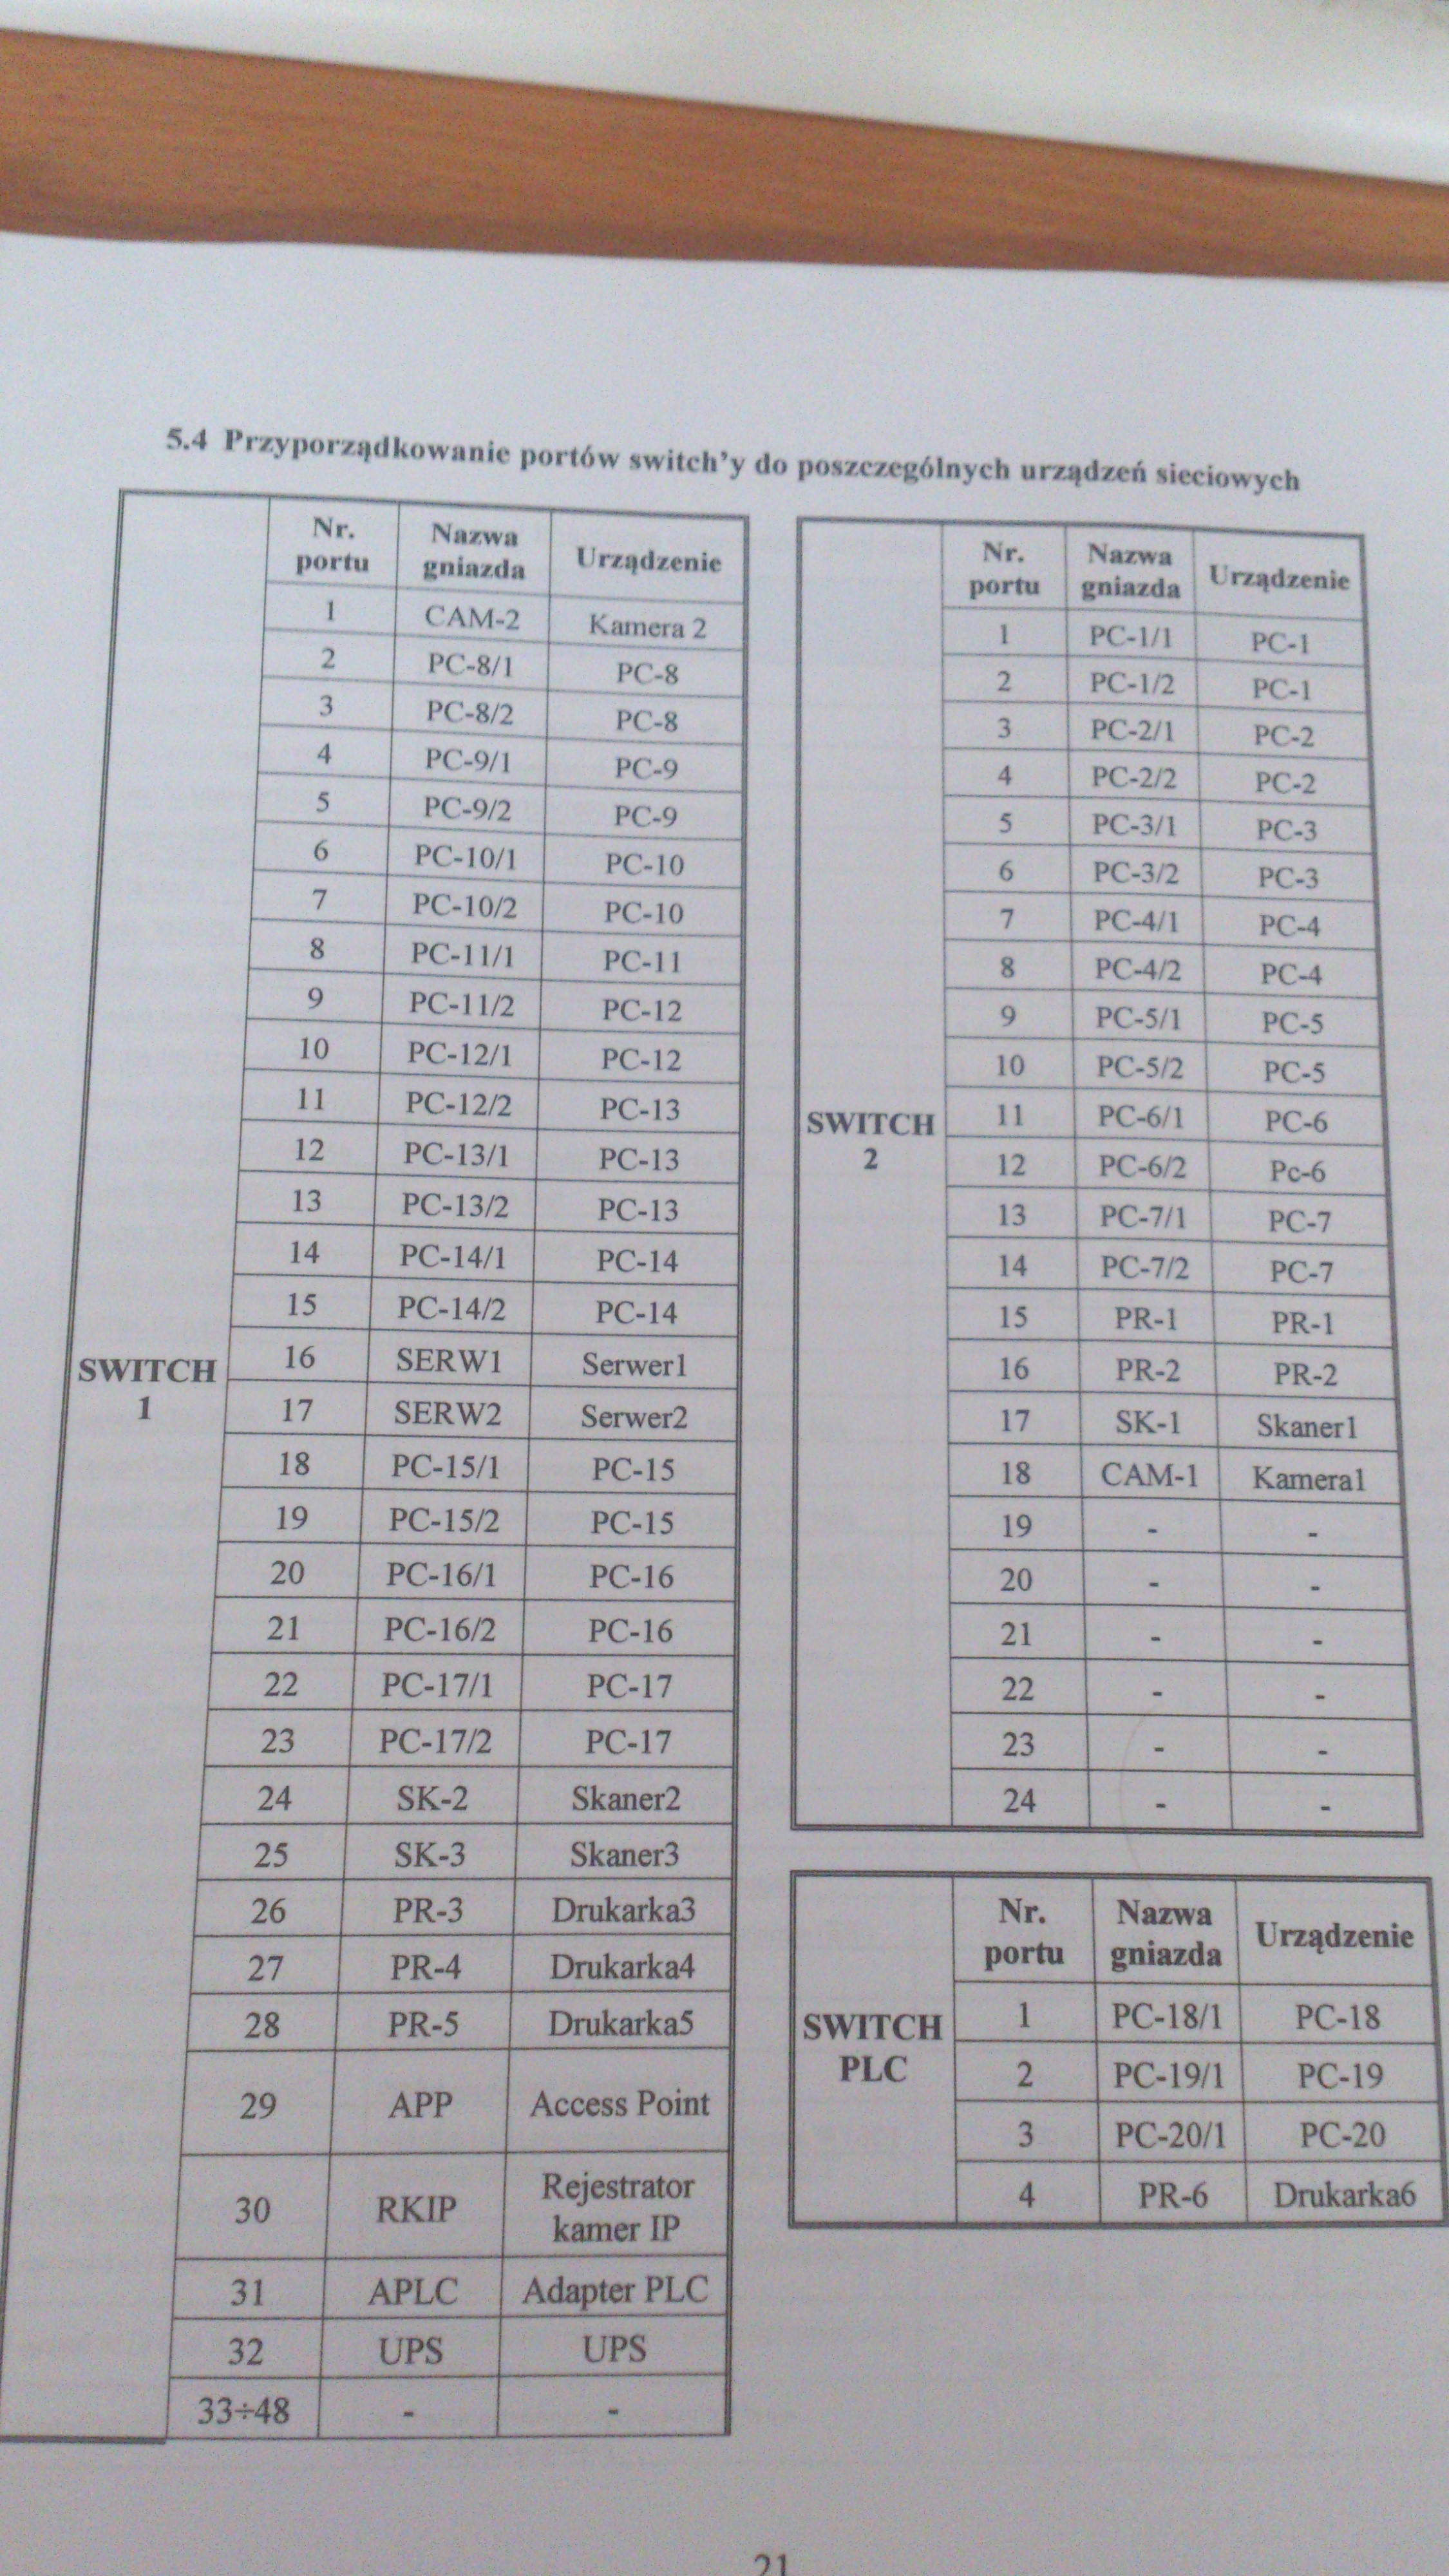 5.4 Przyporządkowanie portów switch'y do poszczególnych urządzeń sieciowych
SWITCH 1
Nr. portu Nazwa gniazda Urządzenie
1 CAM-2 Kamera 2
2 PC-8/1 PC-8
3 PC-8/2 PC-8
4 PC-9/1 PC-9
5 PC-9/2 PC-9
6 PC-10/1 PC-10
7 PC-10/2 PC-10
8 PC-11/1 PC-11
9 PC-11/2 PC-12
10 PC-12/1 PC-12
11 PC-12/2 PC-13
12 PC-13/1 PC-13
13 PC-13/2 PC-13
14 PC-14/1 PC-14
15 PC-14/2 PC-14
16 SERW1 Serwer1
17 SERW2 Serwer2
18 PC-15/1 PC-15
19 PC-15/2 PC-15
20 PC-16/1 PC-16
21 PC-16/2 PC-16
22 PC-17/1 PC-17
23 PC-17/2 PC-17
24 SK-2 Skaner2
25 SK-3 Skaner3
26 PR-3 Drukarka3
27 PR-4 Drukarka4
28 PR-5 Drukarka5
29 APP Access Point
30 RKIP Rejestrator kamer IP
31 APLC Adapter PLC
32 UPS UPS
33÷48 - -
SWITCH 2
Nr. portu Nazwa gniazda Urządzenie
1 PC-1/1 PC-1
2 PC-1/2 PC-1
3 PC-2/1 PC-2
4 PC-2/2 PC-2
5 PC-3/1 PC-3
6 PC-3/2 PC-3
7 PC-4/1 PC-4
8 PC-4/2 PC-4
9 PC-5/1 PC-5
10 PC-5/2 PC-5
11 PC-6/1 PC-6
12 PC-6/2 Pc-6
13 PC-7/1 PC-7
14 PC-7/2 PC-7
15 PR-1 PR-1
16 PR-2 PR-2
17 SK-1 Skaner1
18 CAM-1 Kamera1
19 - -
20 - -
21 - -
22 - -
23 - -
24 - -
SWITCH PLC
Nr. portu Nazwa gniazda Urządzenie
1 PC-18/1 PC-18
2 PC-19/1 PC-19
3 PC-20/1 PC-20
4 PR-6 Drukarka6
21